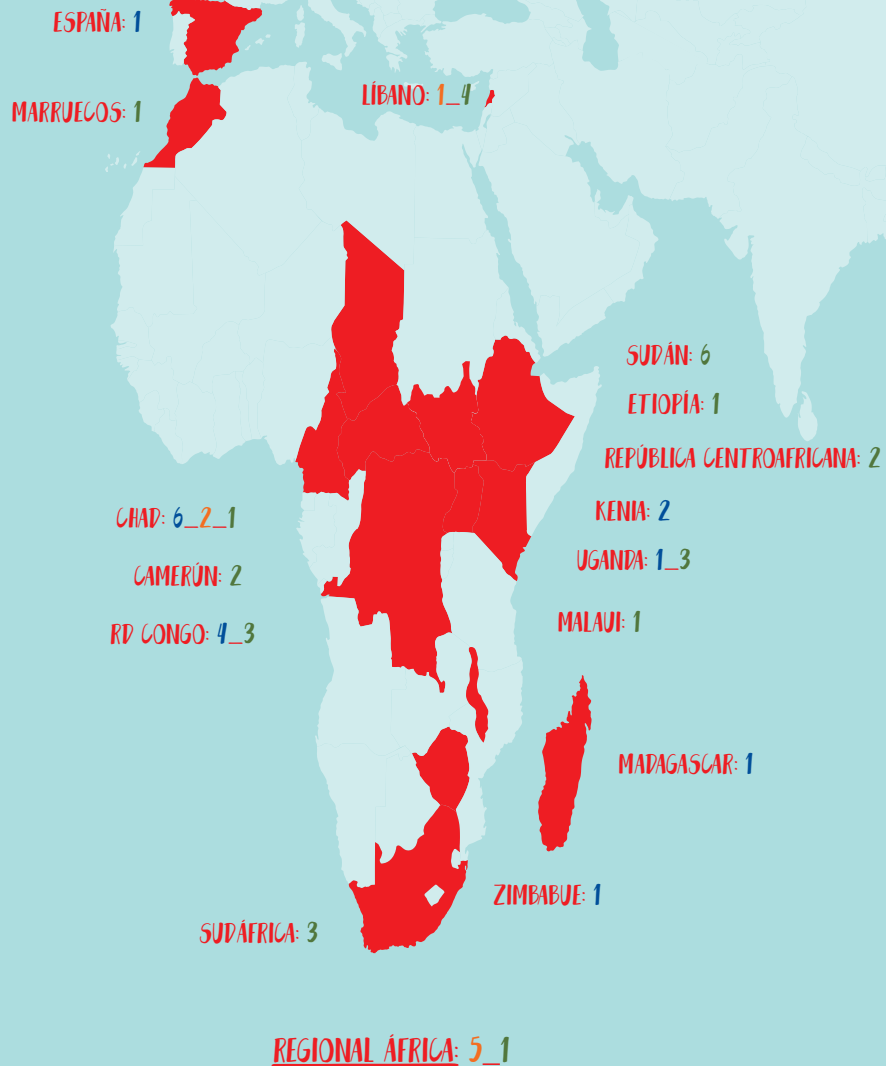 ESPAÑA: 1
LÍBANO: 1_4
MARRUECOS: 1
SUDÁN: 6
ETIOPÍA: 1
REPÚBLICA CENTROAFRICANA: 2
KENIA: 2
CHAD: 6_2_1
UGANDA: 1_3
CAMERÚN: 2
MALAUI: 1
RD CONGO: 4_3
MADAGASCAR: 1
ZIMBABUE: 1
SUDÁFRICA: 3
REGIONAL ÁFRICA: 5_1